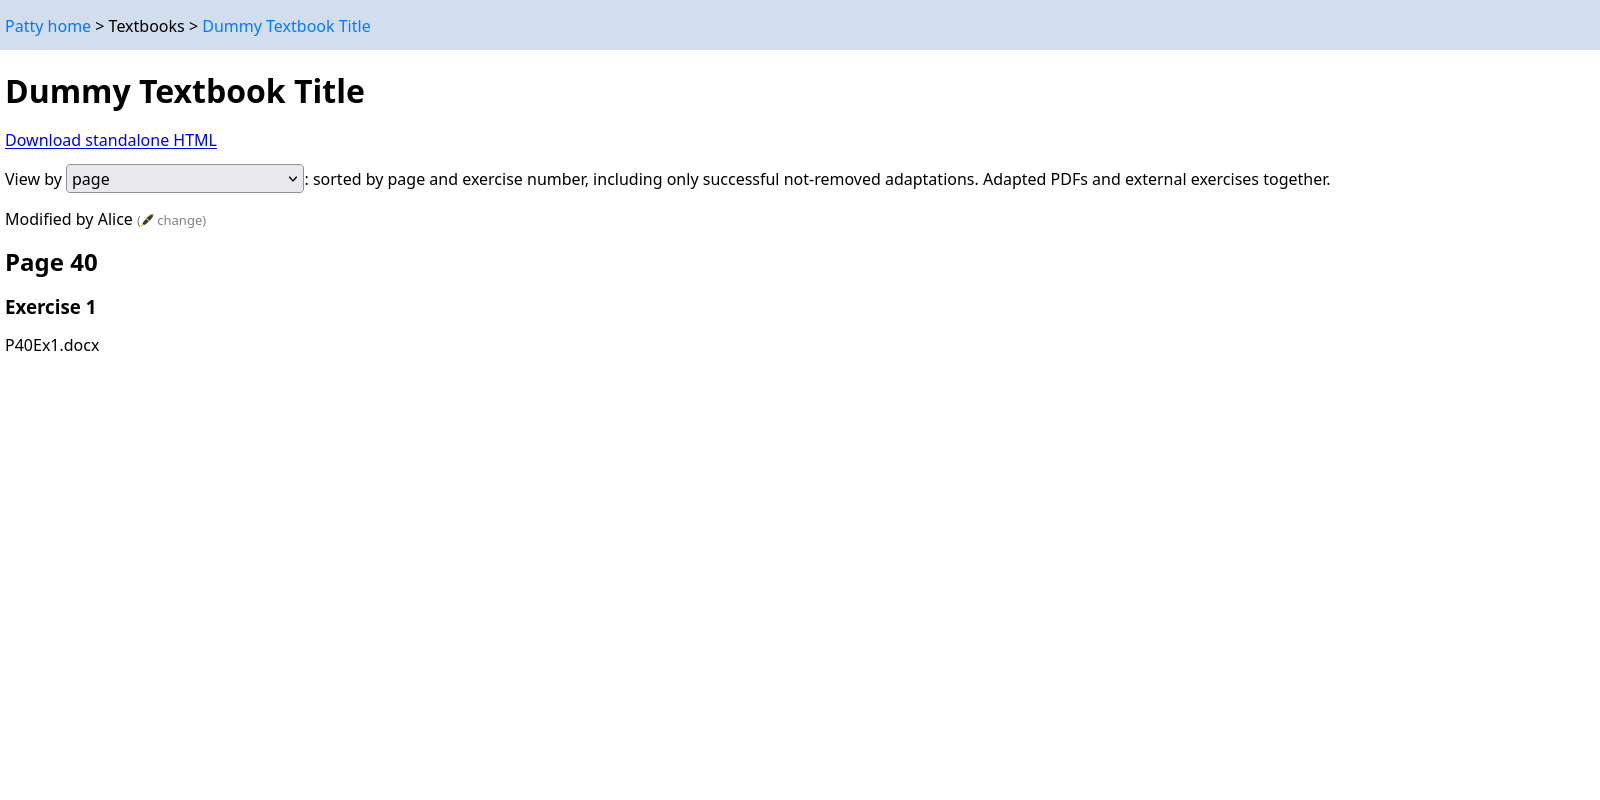 Patty home > Textbooks > Dummy Textbook Title
Dummy Textbook Title
Download standalone HTML
View by page : sorted by page and exercise number, including only successful not-removed adaptations. Adapted PDFs and external exercises together.
Modified by Alice (🖋️ change)
Page 40
Exercise 1
P40Ex1.docx